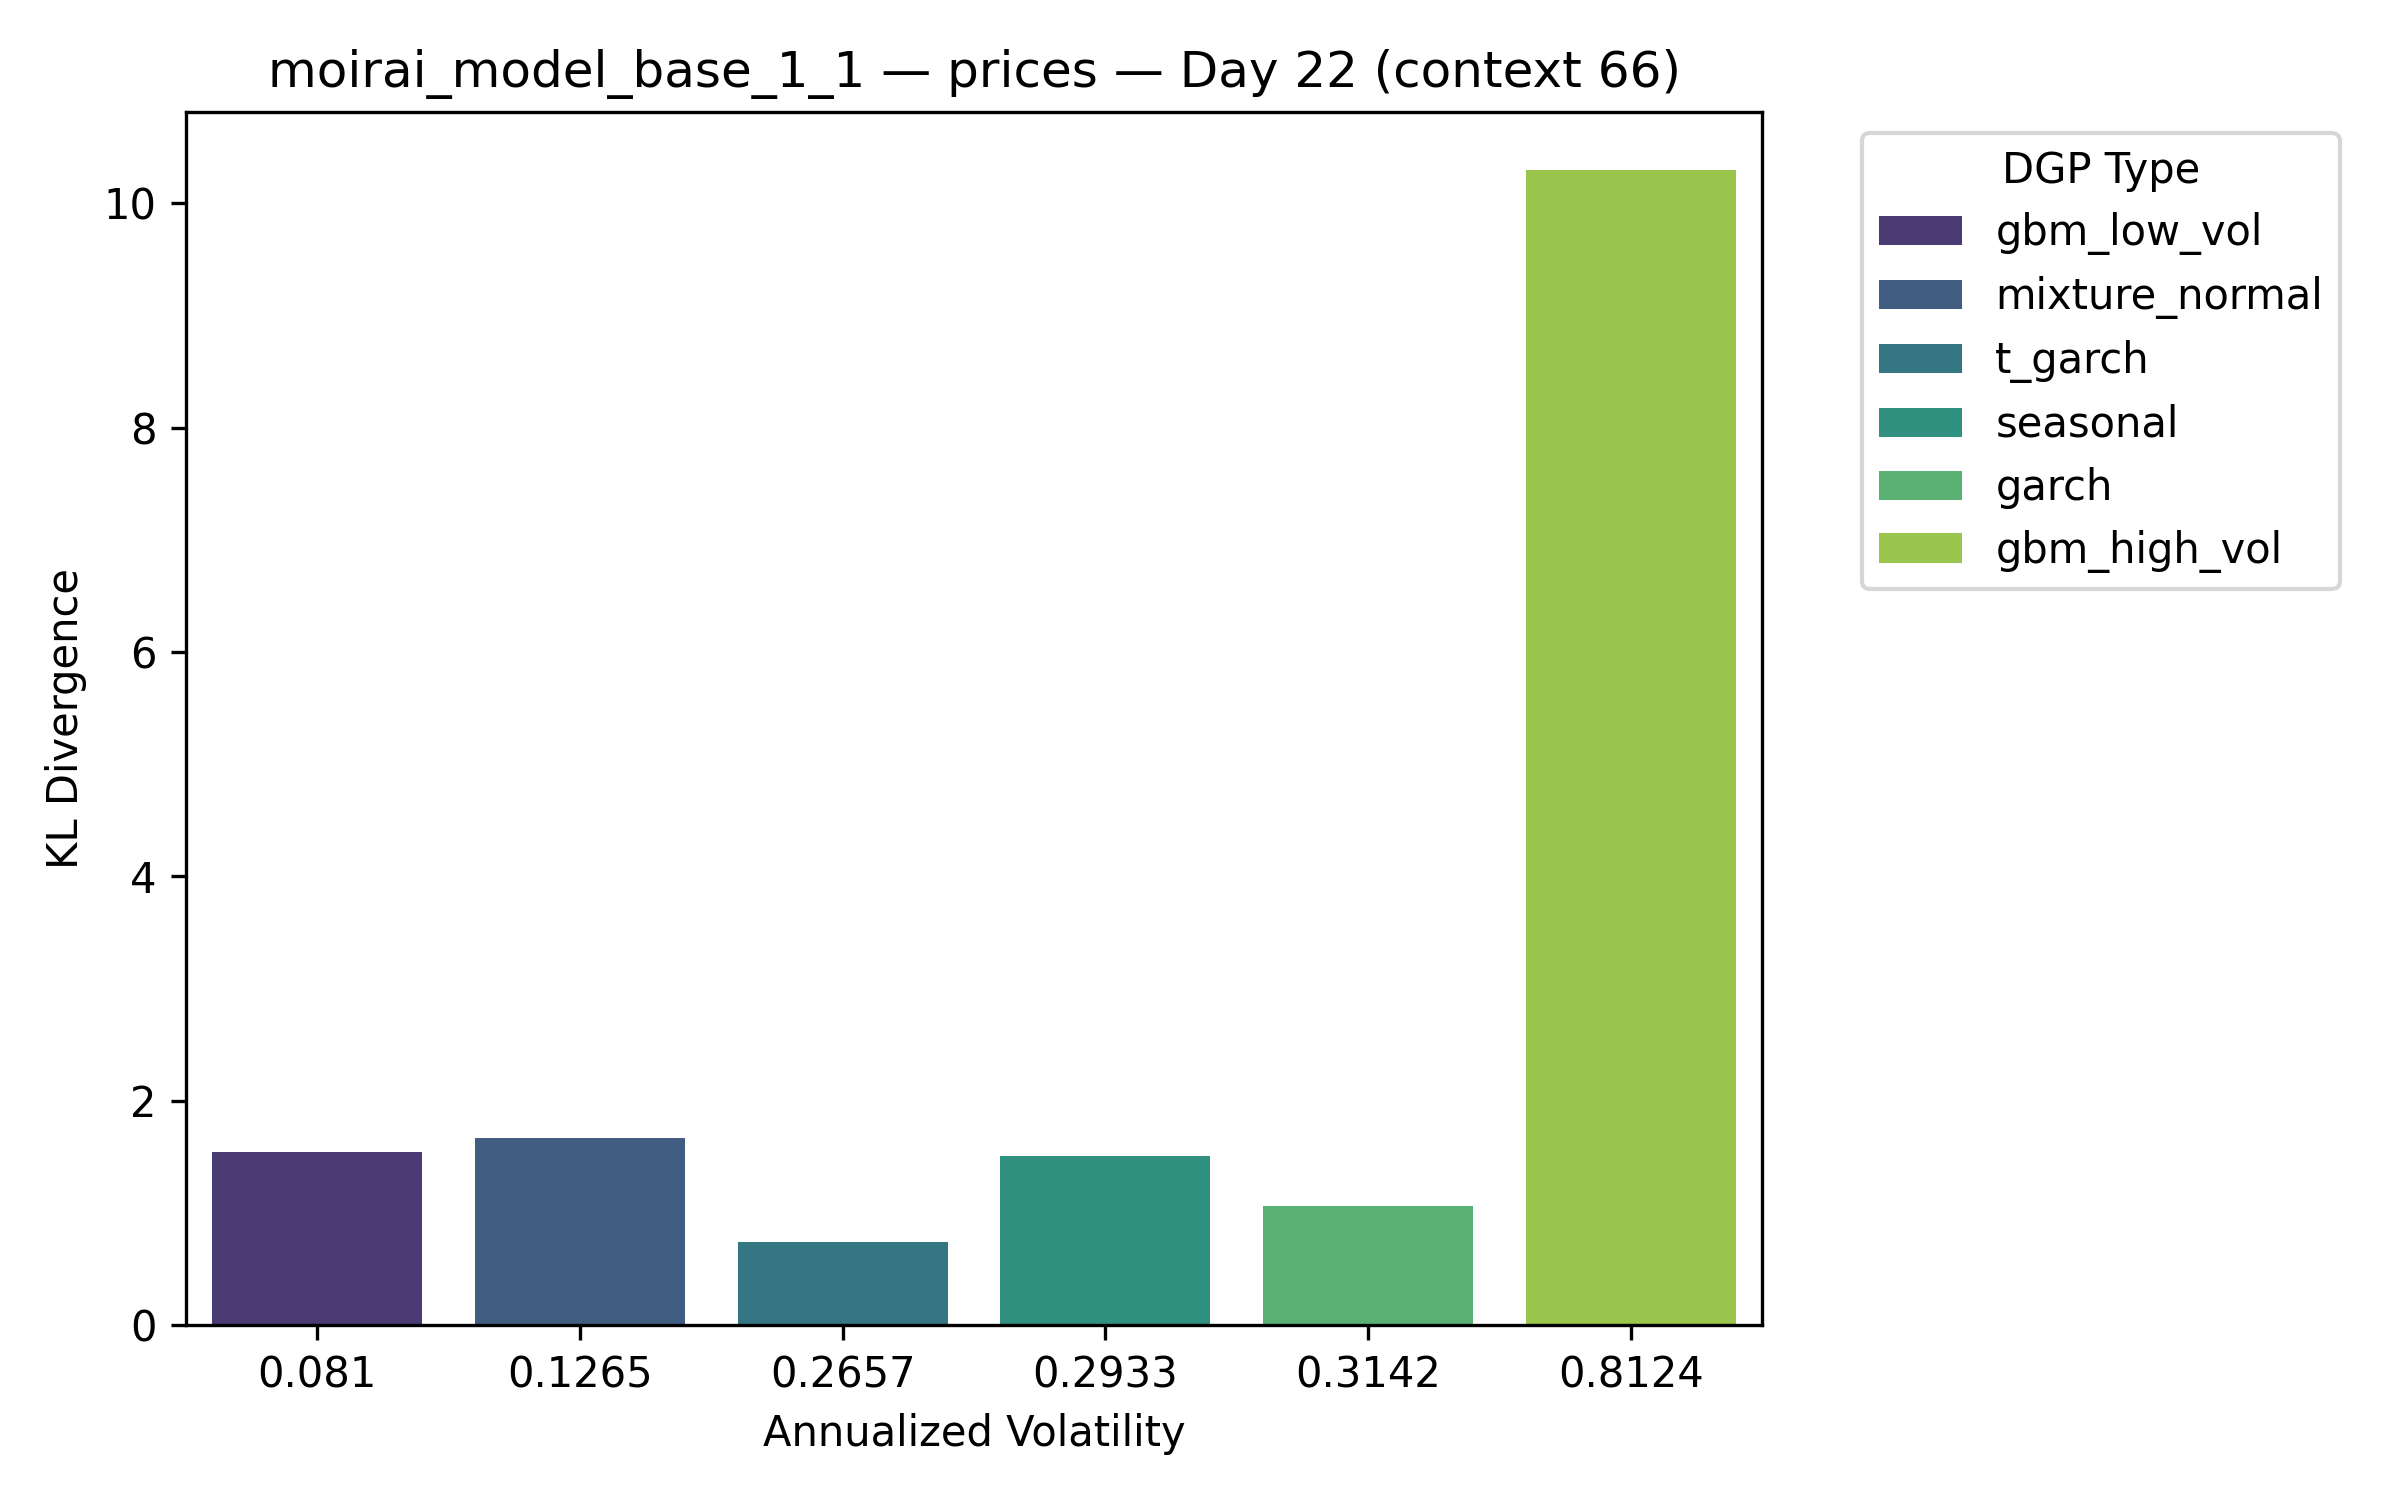 moirai_model_base_1_1 — prices — Day 22 (context 66)
KL Divergence
10
8
6
4
2
0
0.081 0.1265 0.2657 0.2933 0.3142 0.8124
Annualized Volatility
DGP Type
gbm_low_vol
mixture_normal
t_garch
seasonal
garch
gbm_high_vol